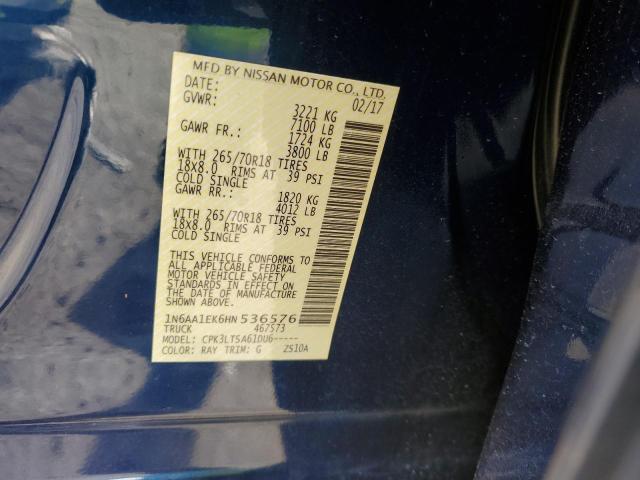 MFD BY NISSAN MOTOR CO., LTD.
DATE: 02/17
GVWR: 3221 KG
7100 LB
GAWR FR.: 1724 KG
3800 LB
WITH 265/70R18 TIRES
18X8.0 RIMS AT 39 PSI
COLD SINGLE
GAWR RR.: 1820 KG
4012 LB
WITH 265/70R18 TIRES
18X8.0 RIMS AT 39 PSI
COLD SINGLE
THIS VEHICLE CONFORMS TO
ALL APPLICABLE FEDERAL
MOTOR VEHICLE SAFETY
STANDARDS IN EFFECT ON
THE DATE OF MANUFACTURE
SHOWN ABOVE.
1N6AA1EK6HN536576
TRUCK 467573
MODEL: CPK3LTSA61DU6-----
COLOR: RAY TRIM: G ZS10A